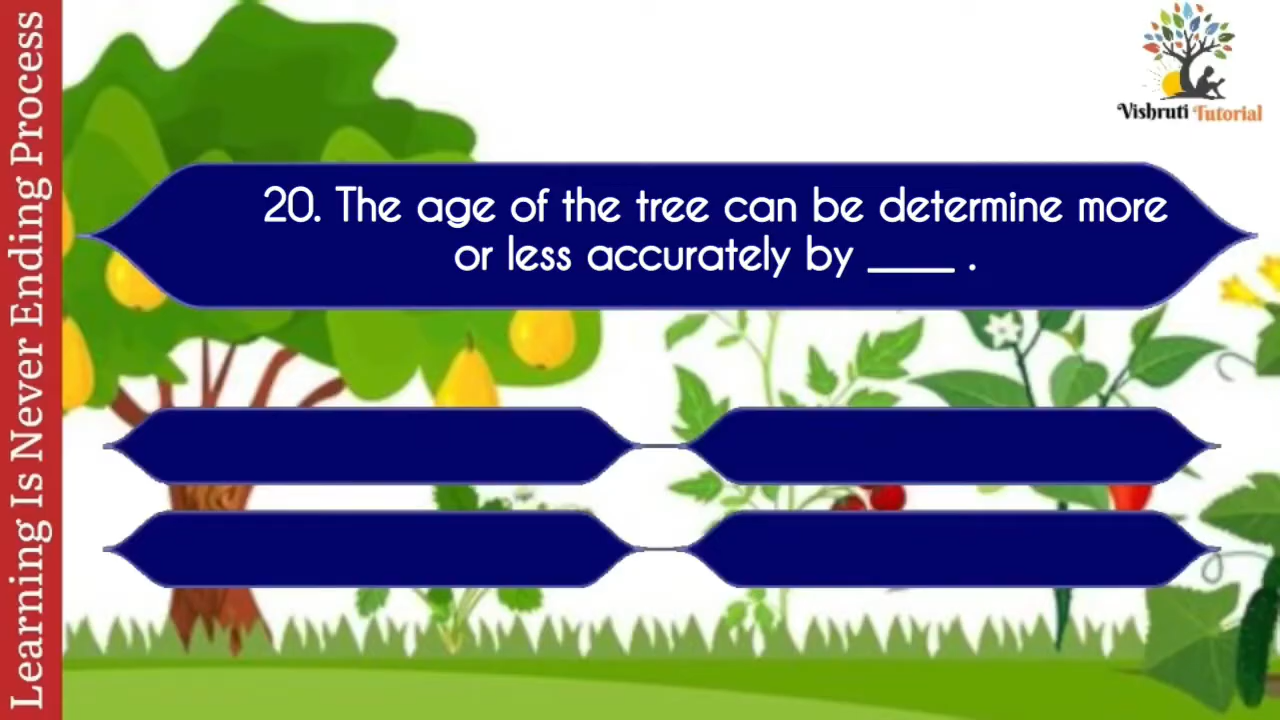 Learning Is Never Ending Process
Vishruti Tutorial
20. The age of the tree can be determine more
or less accurately by ____ .